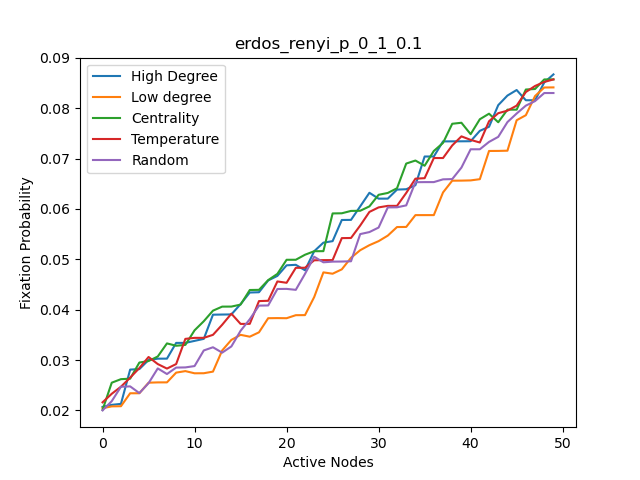 erdos_renyi_p_0_1_0.1
0.09
0.08
0.07
0.06
0.05
0.04
0.03
0.02
Fixation Probability
High Degree
Low degree
Centrality
Temperature
Random
0 10 20 30 40 50
Active Nodes